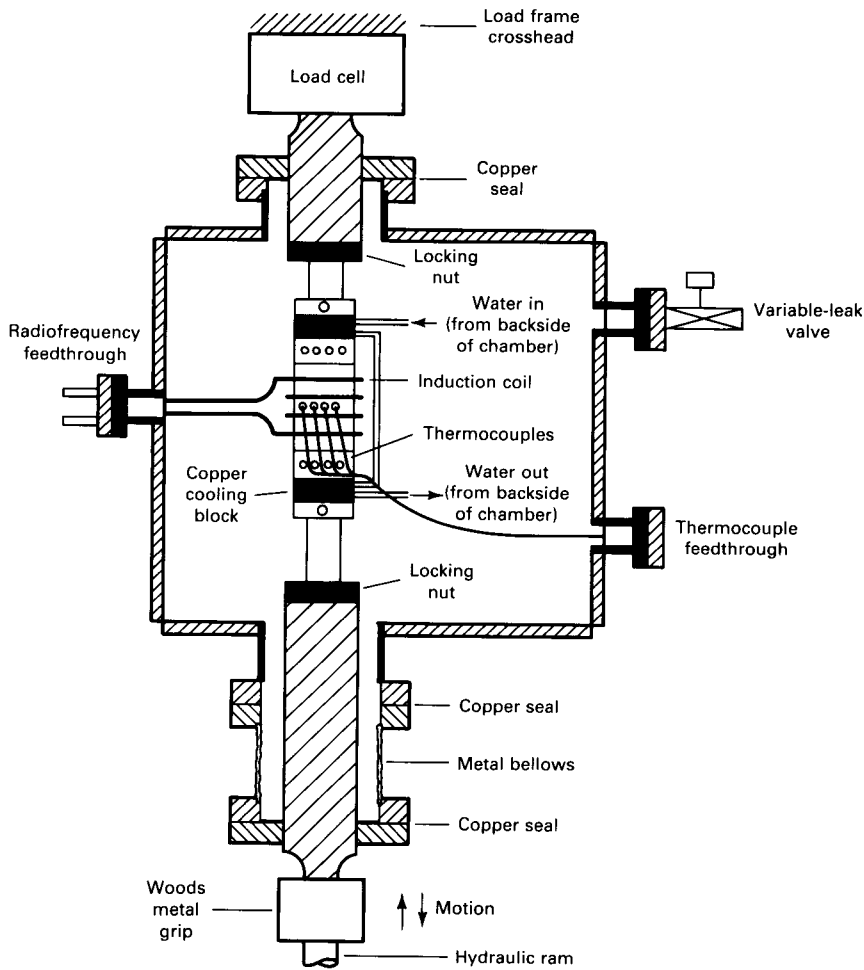 Load frame
crosshead
Load cell
Copper
seal
Locking
nut
Water in
(from backside
of chamber)
Variable-leak
valve
Radiofrequency
feedthrough
Induction coil
Thermocouples
Copper
cooling
block
Water out
(from backside
of chamber)
Thermocouple
feedthrough
Locking
nut
Copper seal
Metal bellows
Copper seal
Woods
metal
grip
Motion
Hydraulic ram